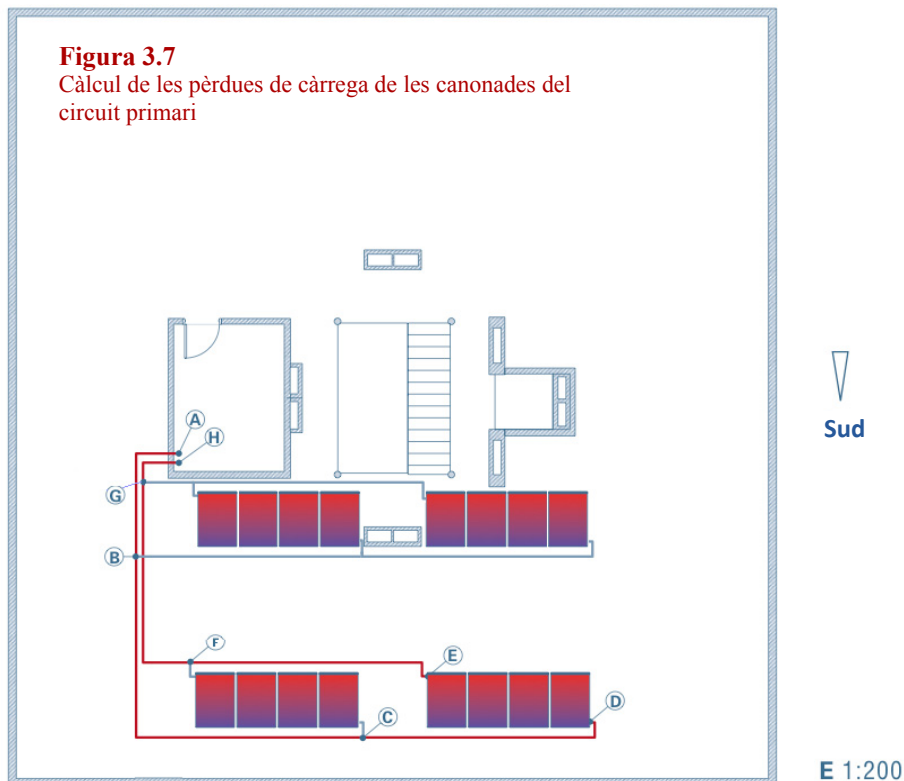 Figura 3.7
Càlcul de les pèrdues de càrrega de les canonades del
circuit primari
A
H
G
B
F
E
D
C
Sud
E 1:200